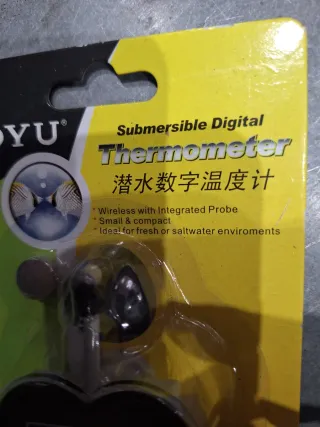 OYU®
Submersible Digital
Thermometer
潜水数字温度计
* Wireless with Integrated Probe
* Small & compact
* Ideal for fresh or saltwater enviroments